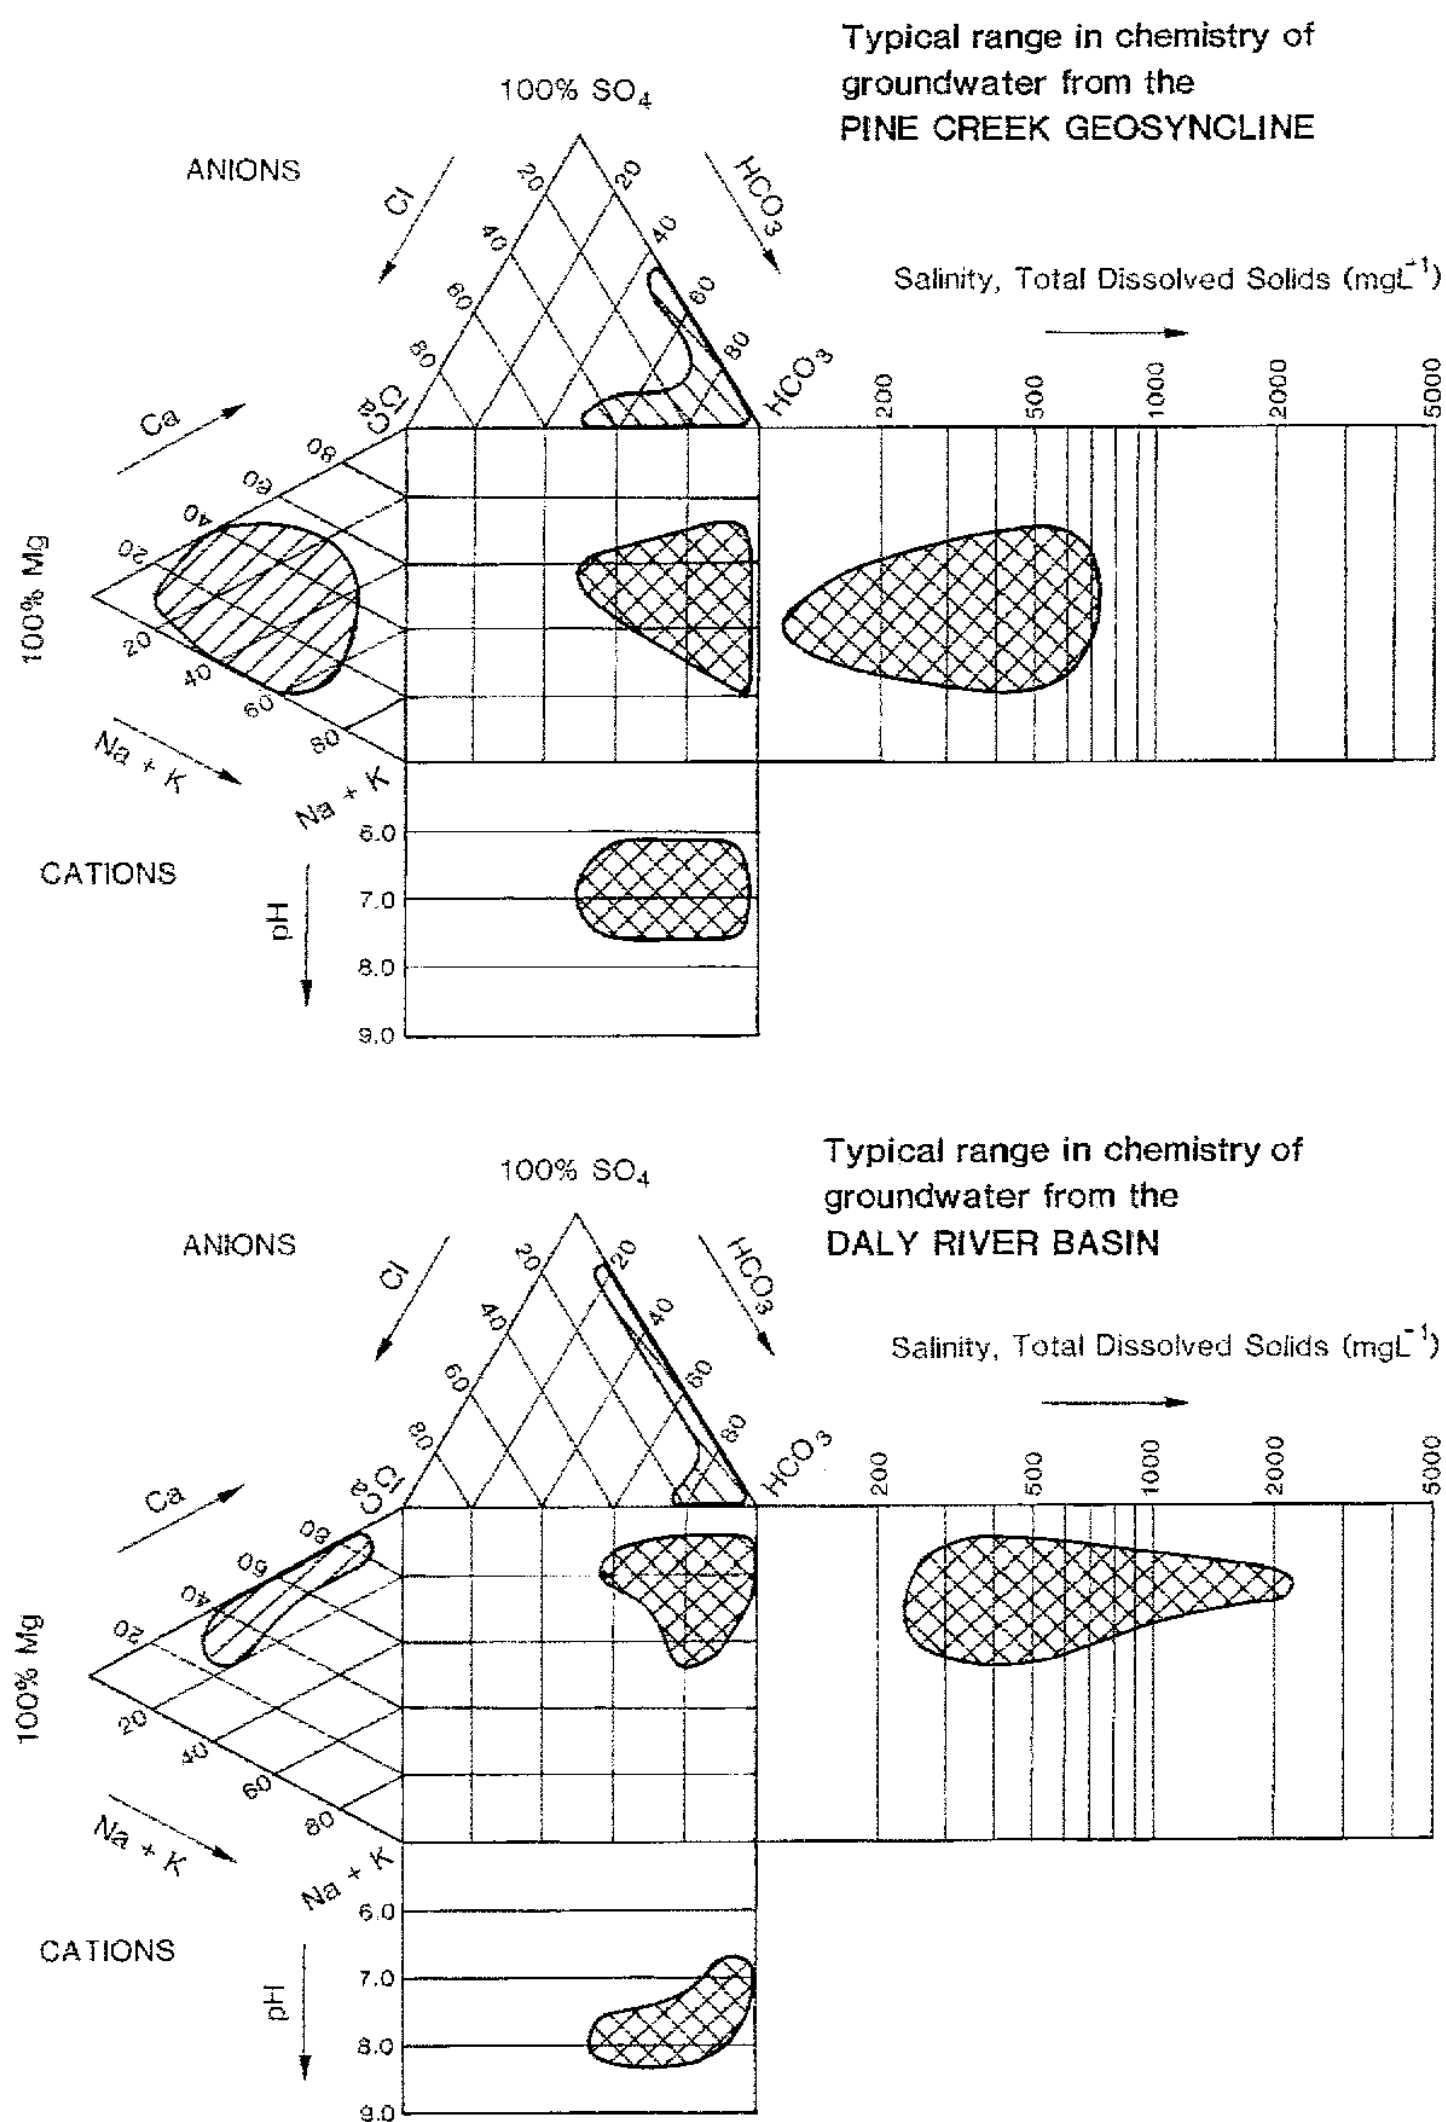 Typical range in chemistry of
groundwater from the
PINE CREEK GEOSYNCLINE
100% SO4
ANIONS
Cl
HCO3
20
40
60
80
20
40
60
80
Cl
HCO3
Salinity, Total Dissolved Solids (mgL-1)
200
500
1000
2000
5000
Ca
Ca
80
60
40
20
100% Mg
20
40
60
80
Na + K
Na + K
CATIONS
pH
6.0
7.0
8.0
9.0
Typical range in chemistry of
groundwater from the
DALY RIVER BASIN
100% SO4
ANIONS
Cl
HCO3
20
40
60
80
20
40
60
80
Cl
HCO3
Salinity, Total Dissolved Solids (mgL-1)
200
500
1000
2000
5000
Ca
Ca
80
60
40
20
100% Mg
20
40
60
80
Na + K
Na + K
CATIONS
pH
6.0
7.0
8.0
9.0